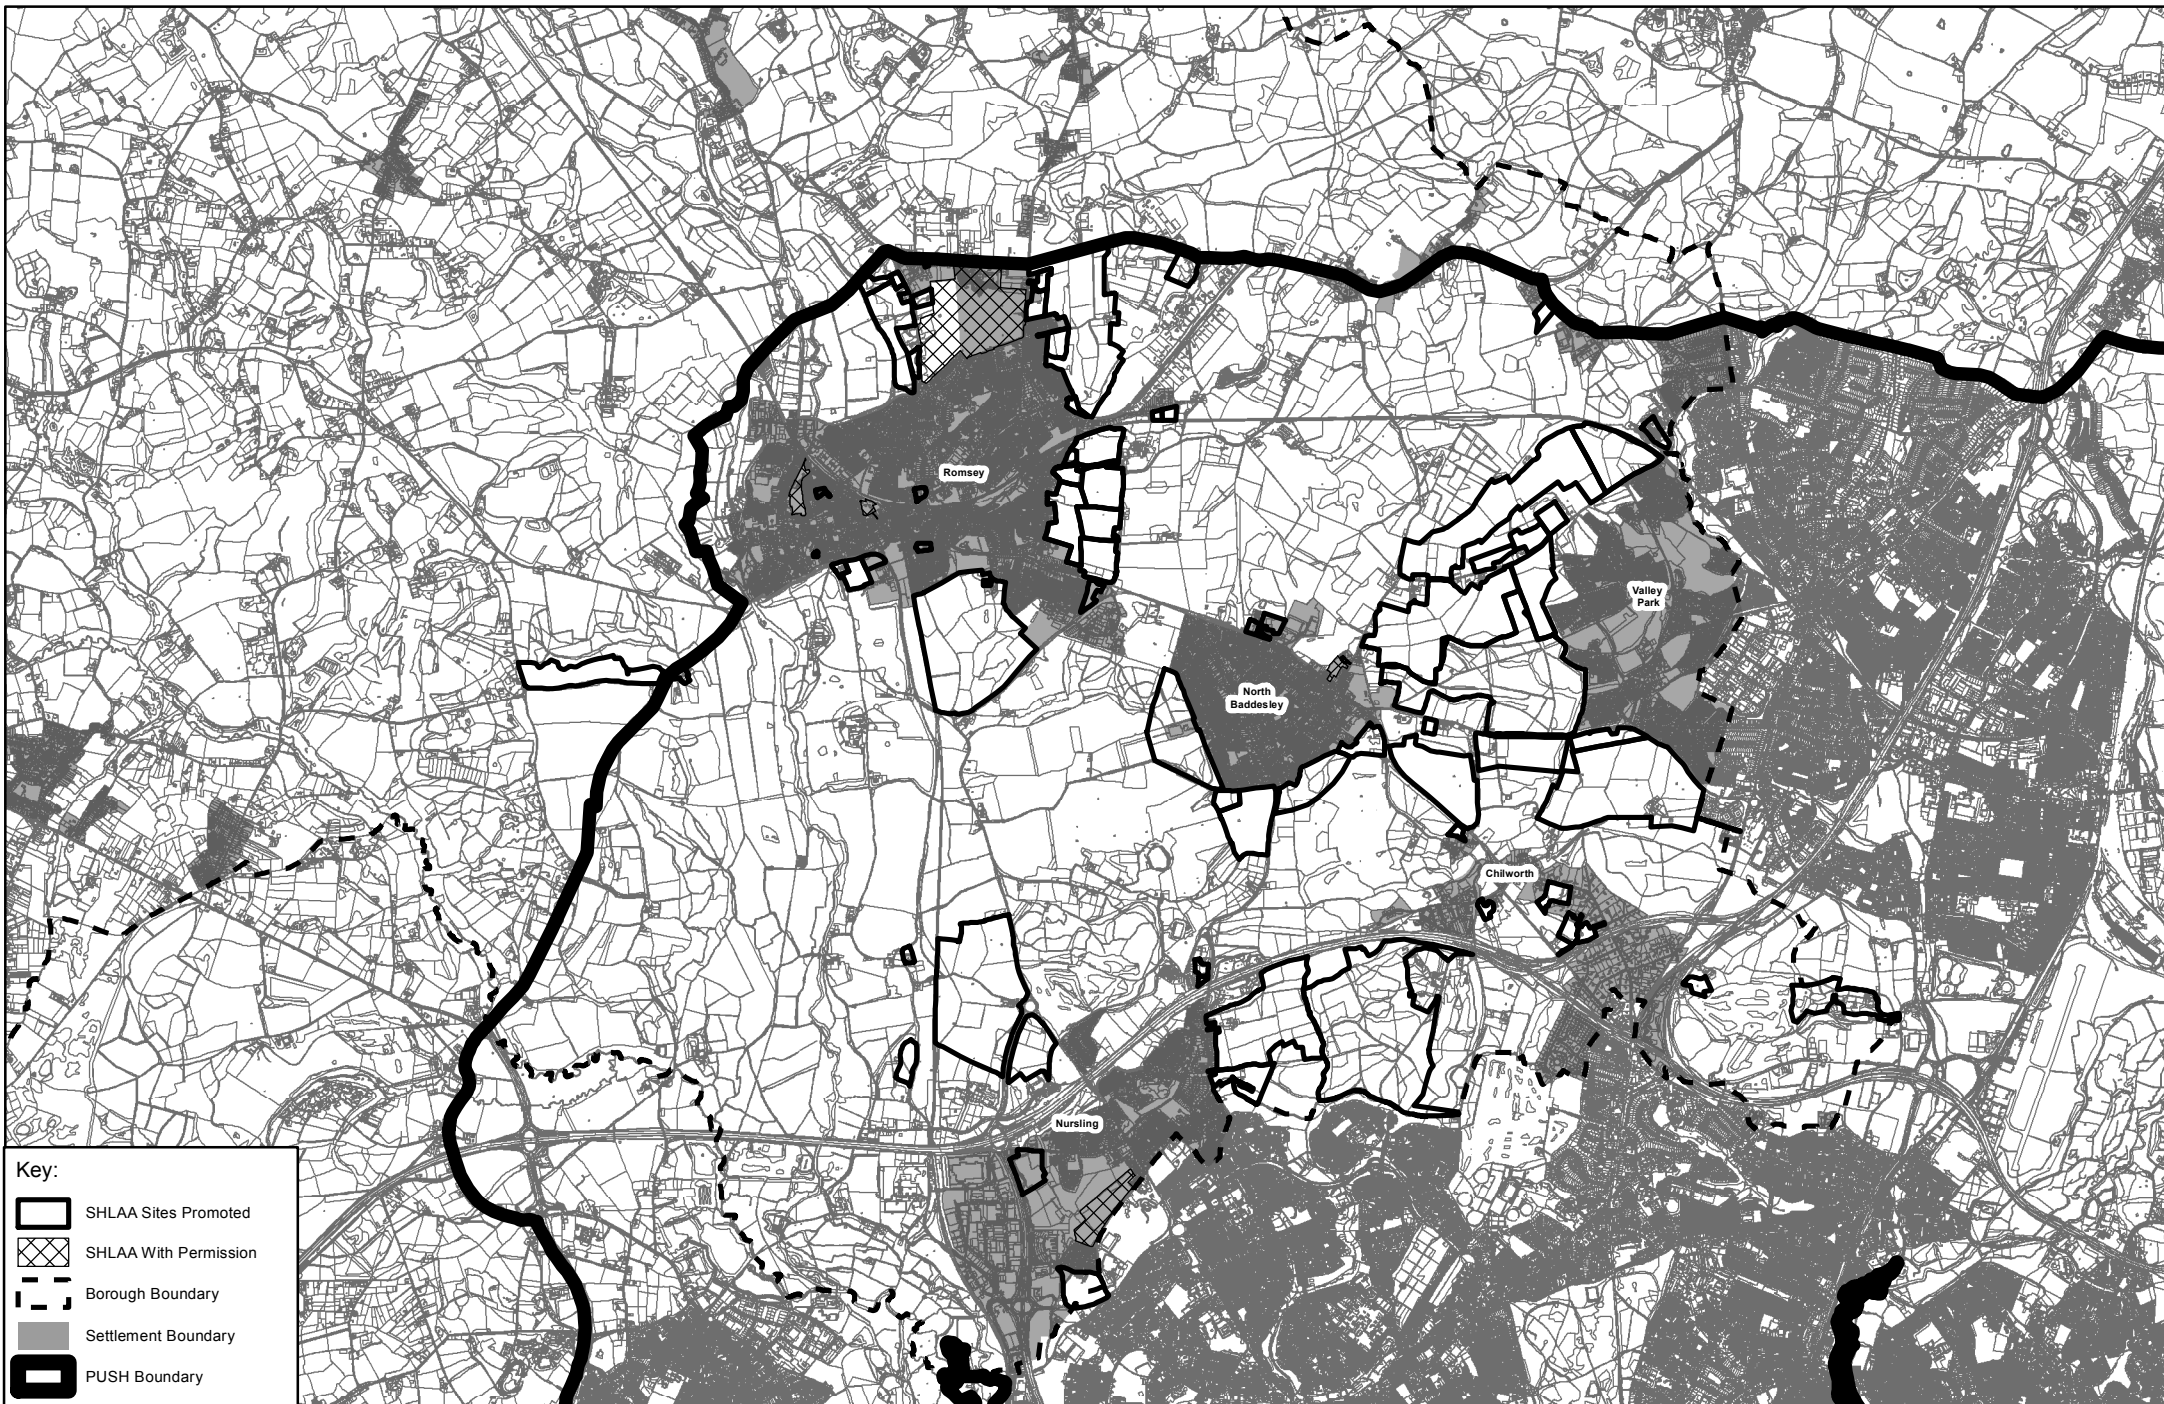 Romsey
Valley
Park
North
Baddesley
Chilworth
Nursling
Key:
SHLAA Sites Promoted
SHLAA With Permission
Borough Boundary
Settlement Boundary
PUSH Boundary